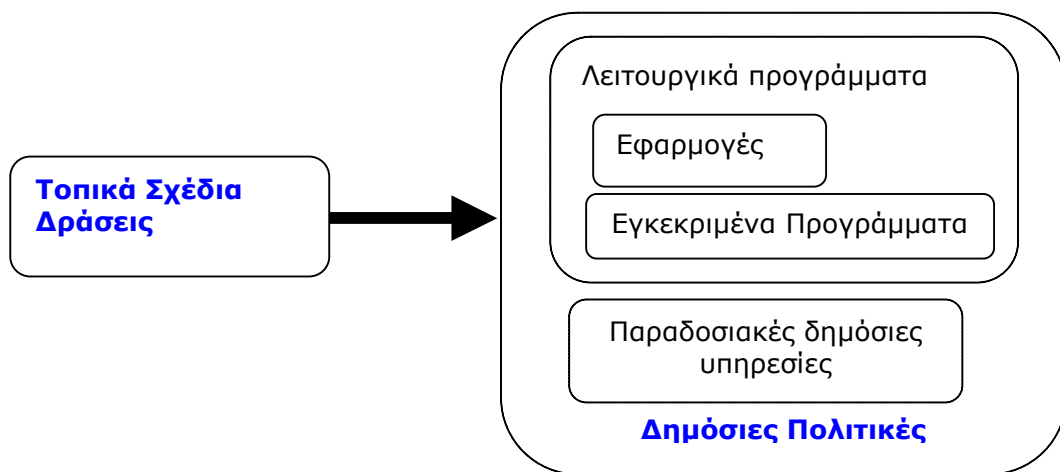 Λειτουργικά προγράμματα
Εφαρμογές
Τοπικά Σχέδια
Δράσεις
Εγκεκριμένα Προγράμματα
Παραδοσιακές δημόσιες
υπηρεσίες
Δημόσιες Πολιτικές